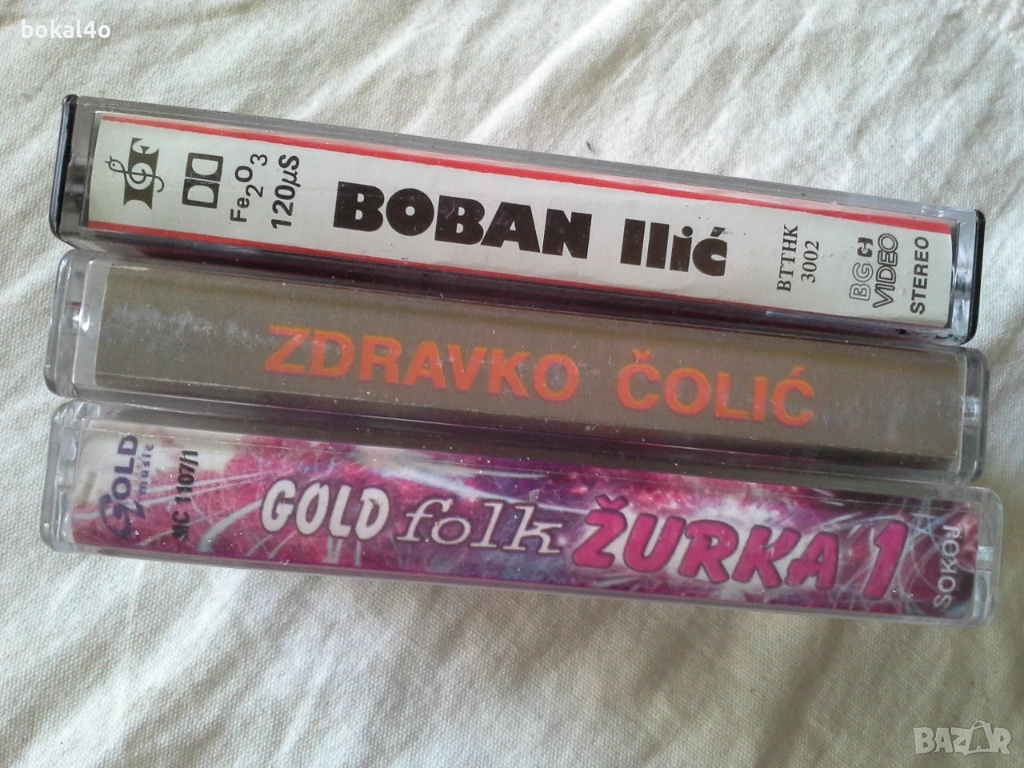 bokal4o
Fe2O3
120µS
BOBAN Ilić
BTTHK
3002
BG CH
VIDEO
STEREO
ZDRAVKO ČOLIĆ
GOLD
music
MC 1107/1
GOLD folk ŽURKA 1
SOKOJ
BAZAR